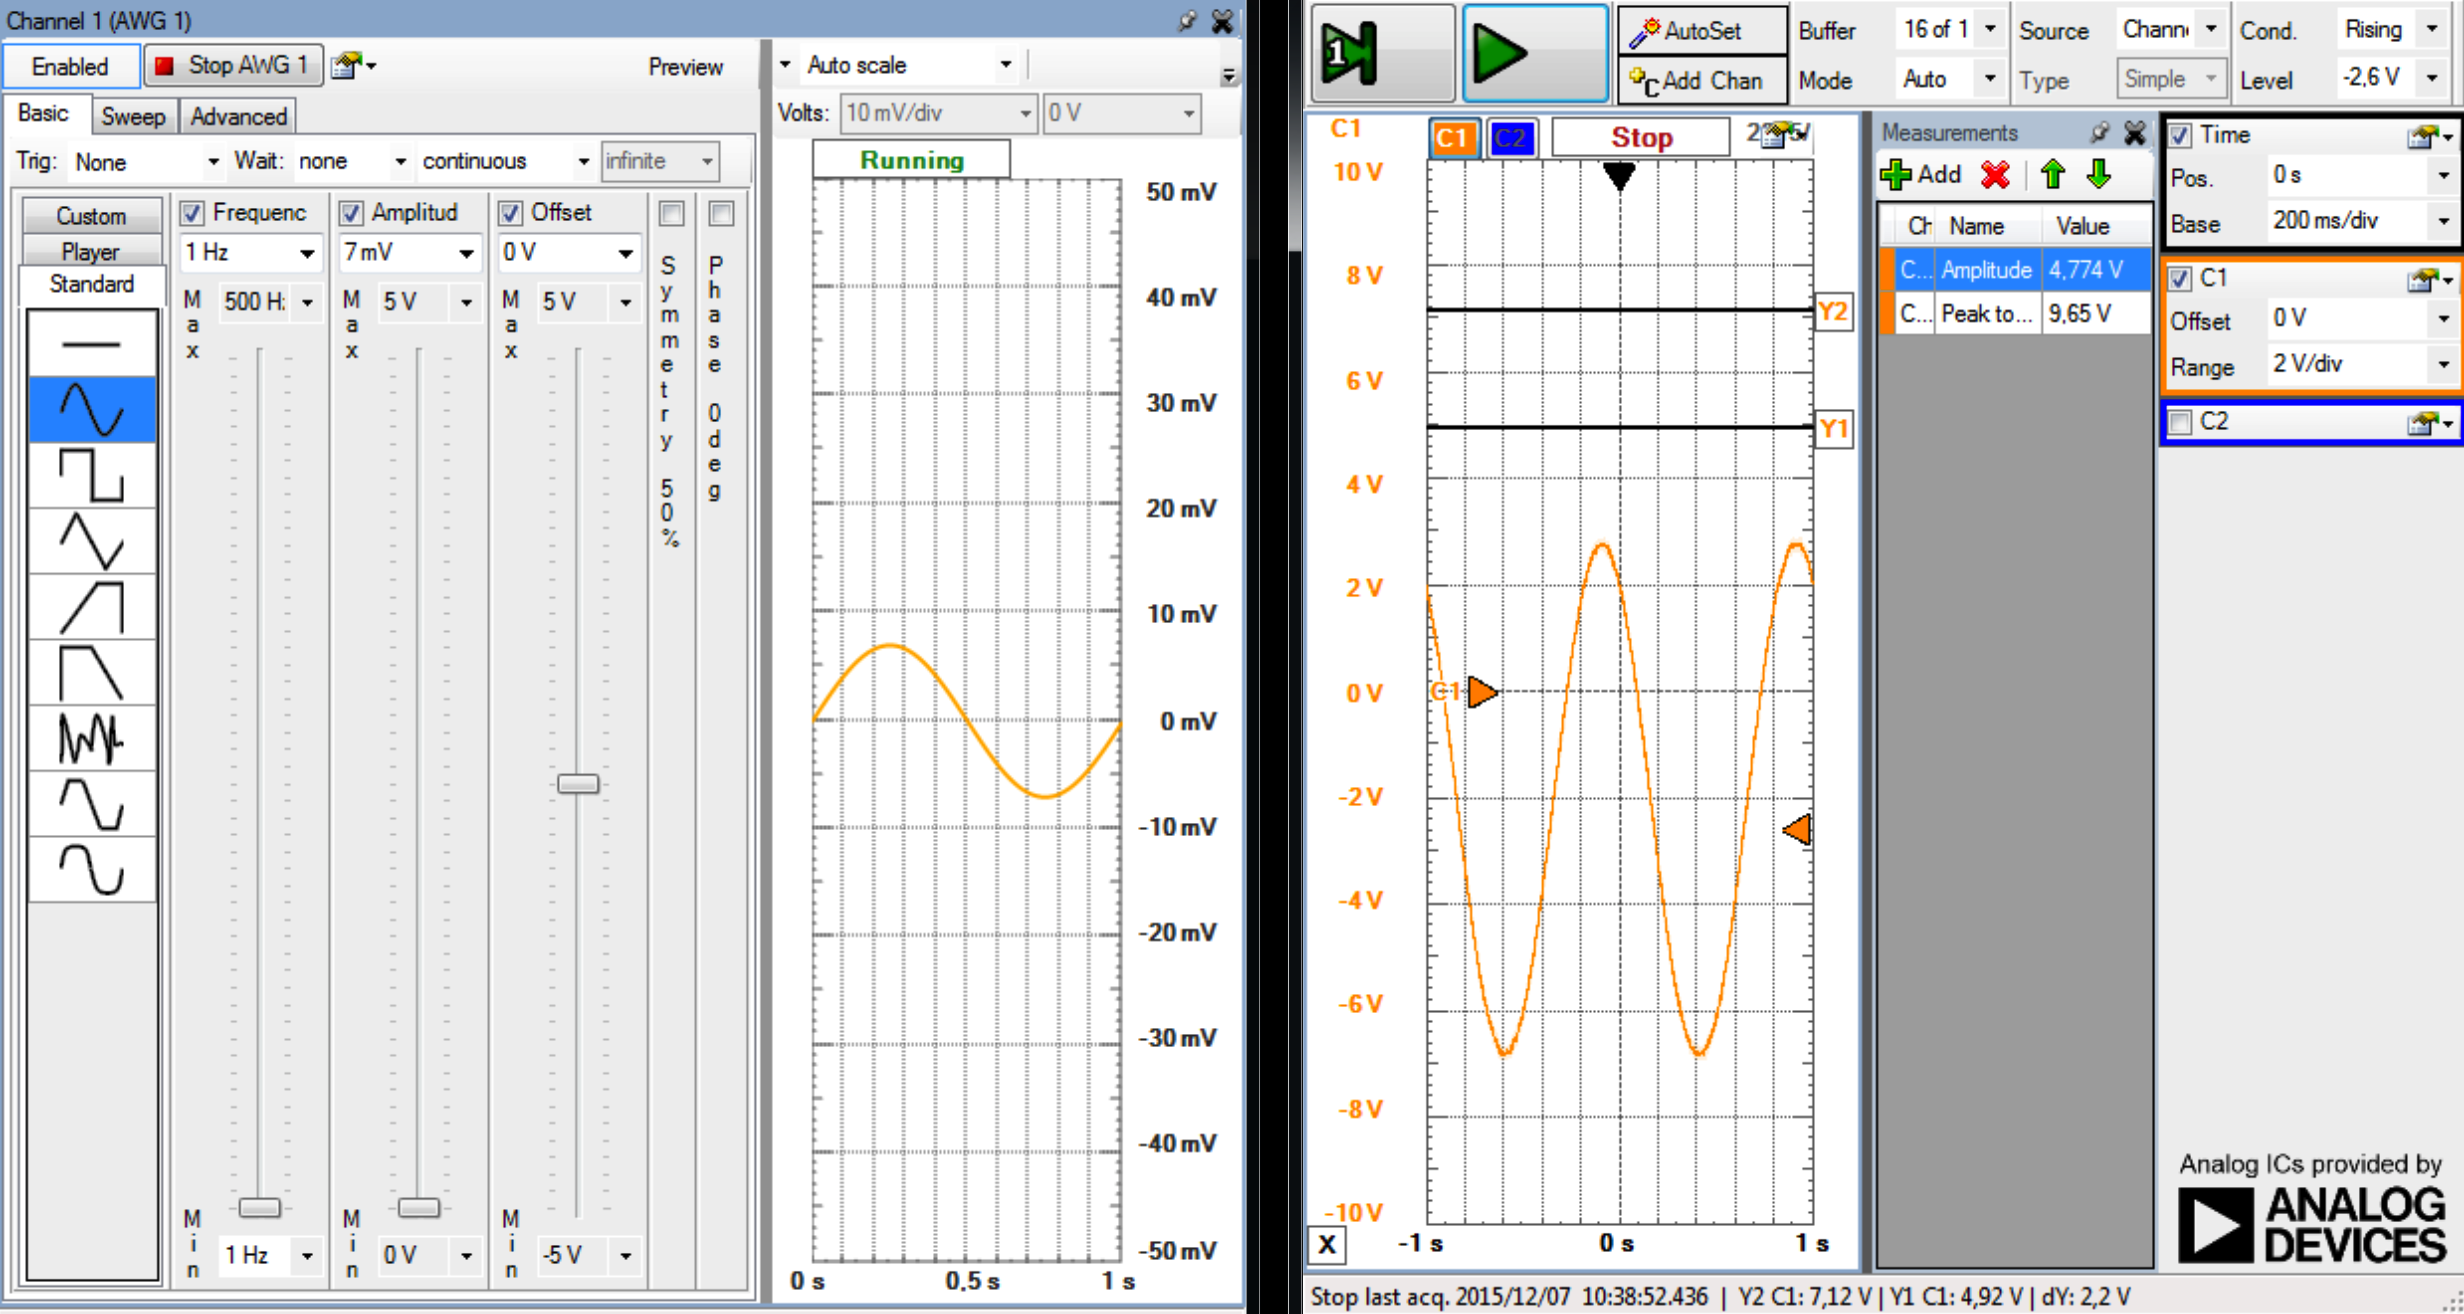 Channel 1 (AWG 1)
Enabled Stop AWG 1 Preview
Basic Sweep Advanced
Trig: None Wait: none continuous infinite
Custom
Player
Standard
Frequenc Amplitud Offset
1 Hz 7 mV 0 V
Max 500 H: Max 5 V Max 5 V
Symmetry 50%
Phase 0deg
Min 1 Hz Min 0 V Min -5 V
Auto scale
Volts: 10 mV/div 0 V
Running
50 mV
40 mV
30 mV
20 mV
10 mV
0 mV
-10 mV
-20 mV
-30 mV
-40 mV
-50 mV
0 s 0.5 s 1 s
1 AutoSet Buffer 16 of 1 Source Chann Cond. Rising
C Add Chan Mode Auto Type Simple Level -2,6 V
C1 C1 C2 Stop
10 V
8 V
Y2
6 V
Y1
4 V
2 V
0 V C1
-2 V
-4 V
-6 V
-8 V
-10 V
X -1 s 0 s 1 s
Measurements
Add
Ch Name Value
C... Amplitude 4,774 V
C... Peak to... 9,65 V
Time
Pos. 0 s
Base 200 ms/div
C1
Offset 0 V
Range 2 V/div
C2
Analog ICs provided by
ANALOG
DEVICES
Stop last acq. 2015/12/07 10:38:52.436 | Y2 C1: 7,12 V | Y1 C1: 4,92 V | dY: 2,2 V